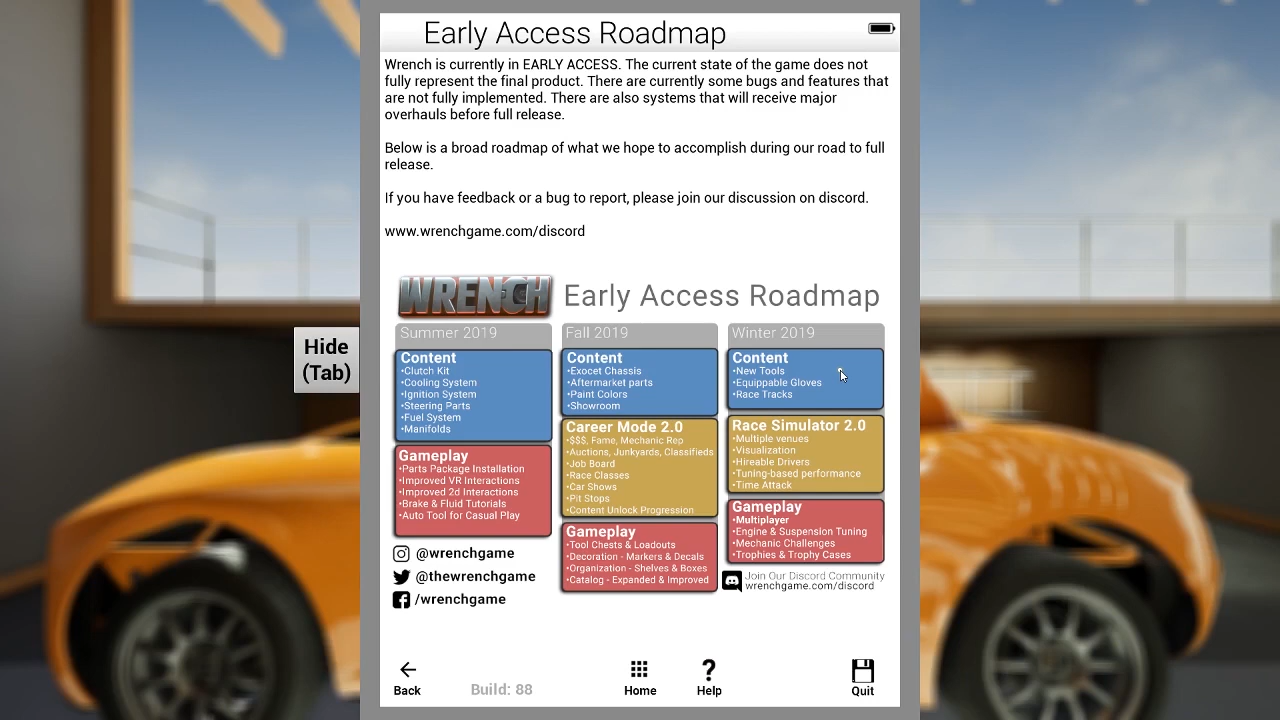 Early Access Roadmap
Wrench is currently in EARLY ACCESS. The current state of the game does not
fully represent the final product. There are currently some bugs and features that
are not fully implemented. There are also systems that will receive major
overhauls before full release.
Below is a broad roadmap of what we hope to accomplish during our road to full
release.
If you have feedback or a bug to report, please join our discussion on discord.
www.wrenchgame.com/discord
Hide
(Tab)
WRENCH
Early Access Roadmap
Summer 2019
Content
•Clutch Kit
•Cooling System
•Ignition System
•Steering Parts
•Fuel System
•Manifolds
Gameplay
•Parts Package Installation
•Improved VR Interactions
•Improved 2d Interactions
•Brake & Fluid Tutorials
•Auto Tool for Casual Play
@wrenchgame
@thewrenchgame
/wrenchgame
Fall 2019
Content
•Exocet Chassis
•Aftermarket parts
•Paint Colors
•Showroom
Career Mode 2.0
•$$$, Fame, Mechanic Rep
•Auctions, Junkyards, Classifieds
•Job Board
•Race Classes
•Car Shows
•Pit Stops
•Content Unlock Progression
Gameplay
•Tool Chests & Loadouts
•Decoration - Markers & Decals
•Organization - Shelves & Boxes
•Catalog - Expanded & Improved
Winter 2019
Content
•New Tools
•Equippable Gloves
•Race Tracks
Race Simulator 2.0
•Multiple venues
•Visualization
•Hireable Drivers
•Tuning-based performance
•Time Attack
Gameplay
•Multiplayer
•Engine & Suspension Tuning
•Mechanic Challenges
•Trophies & Trophy Cases
Join Our Discord Community
wrenchgame.com/discord
Back
Build: 88
Home
?
Help
Quit